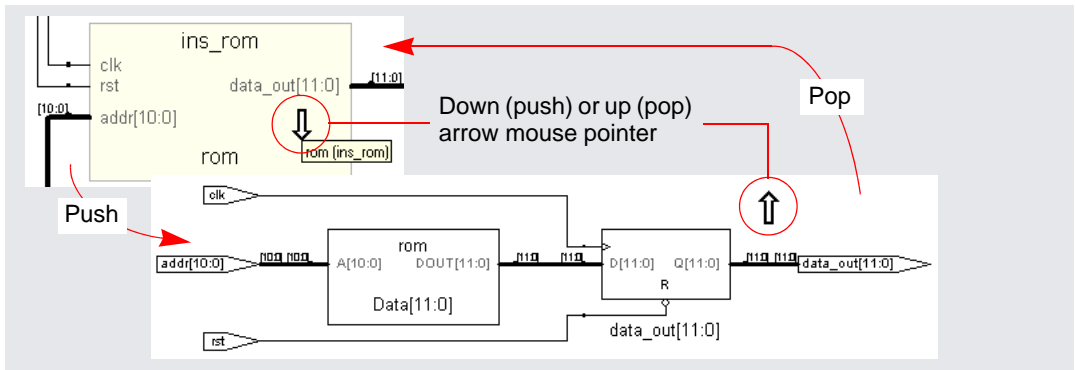 ins_rom
clk
rst
data_out[11:0]
[11:0]
[10:0]
addr[10:0]
rom
rom (ins_rom)
Down (push) or up (pop)
arrow mouse pointer
Pop
Push
clk
addr[10:0]
[10:0] [10:0]
rom
A[10:0]
DOUT[11:0]
Data[11:0]
[11:0] [11:0]
D[11:0]
Q[11:0]
R
data_out[11:0]
[11:0] [11:0]
data_out[11:0]
rst